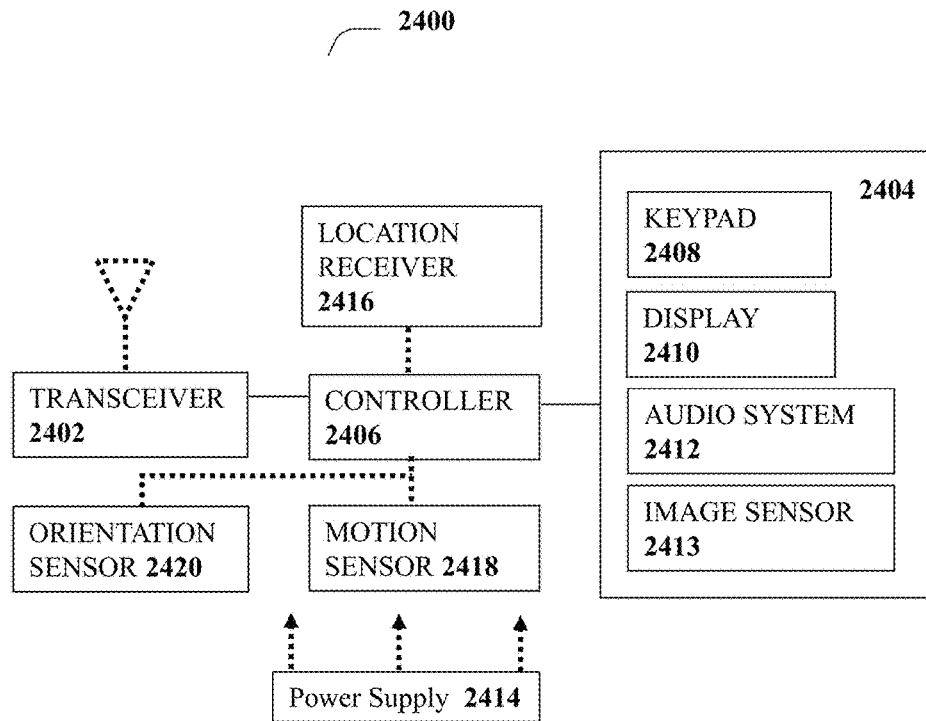 2400
2404
KEYPAD
2408
LOCATION
RECEIVER
2416
DISPLAY
2410
TRANSCEIVER
2402
CONTROLLER
2406
AUDIO SYSTEM
2412
ORIENTATION
SENSOR 2420
MOTION
SENSOR 2418
IMAGE SENSOR
2413
Power Supply 2414